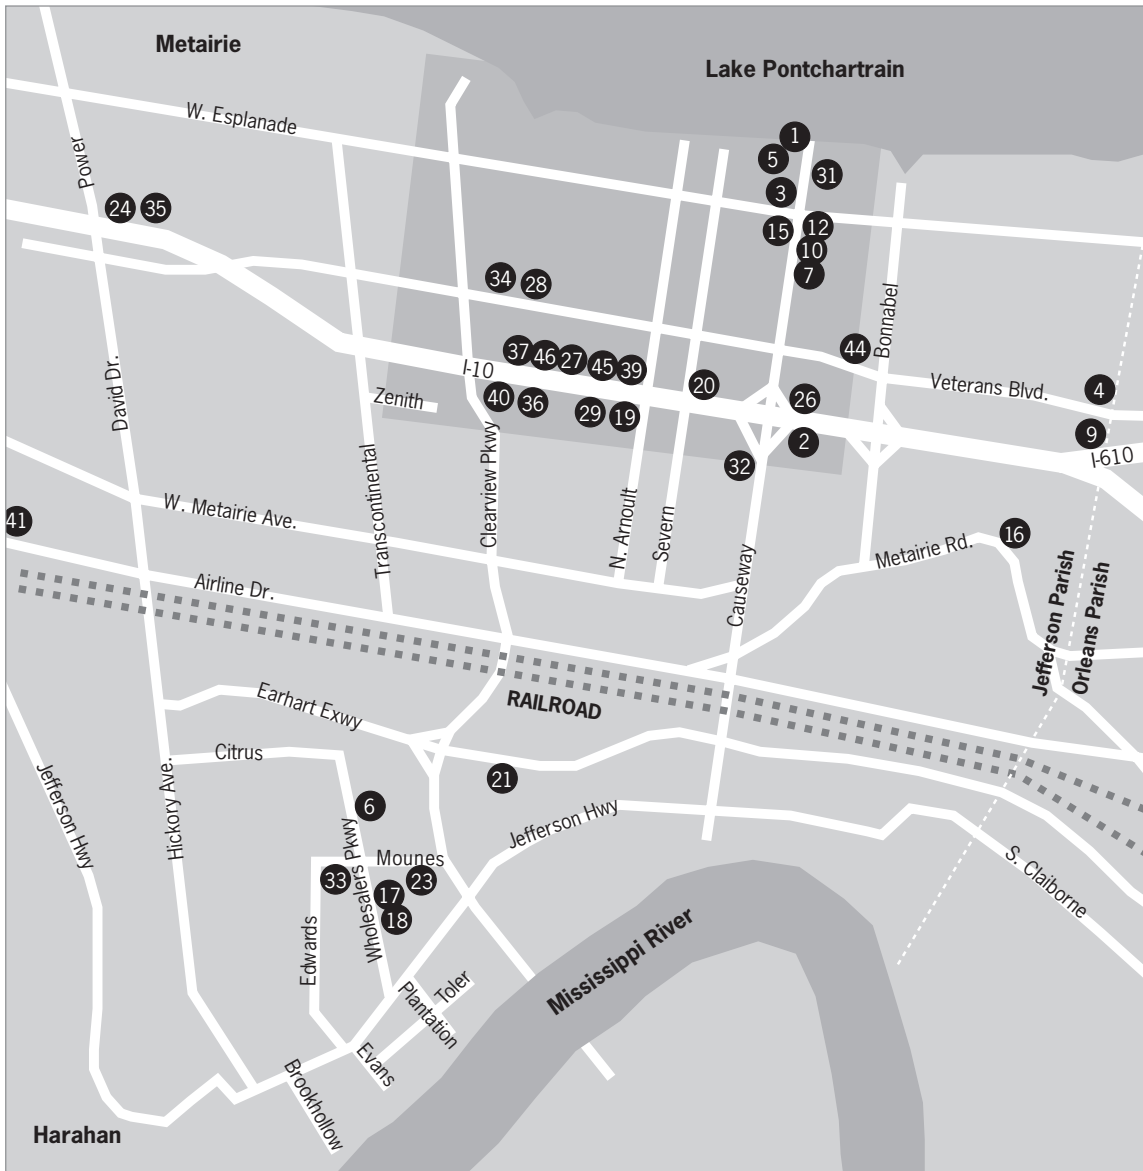 Metairie
Lake Pontchartrain
W. Esplanade
Power
1
5
31
3
24
35
15
12
10
7
34
28
Bonnabel
44
37
46
27
45
39
I-10
20
Veterans Blvd.
4
David Dr.
Zenith
40
36
29
19
26
9
2
I-610
32
Clearview Pkwy
Transcontinental
N. Arnoult
Severn
W. Metairie Ave.
41
16
Metairie Rd.
Causeway
Airline Dr.
Jefferson Parish
Orleans Parish
Earhart Exwy
RAILROAD
Citrus
21
Jefferson Hwy
Hickory Ave.
6
Jefferson Hwy
Wholesalers Pkwy
Mounes
33
17
23
18
S. Claiborne
Edwards
Mississippi River
Toler
Plantation
Evans
Brookhollow
Harahan